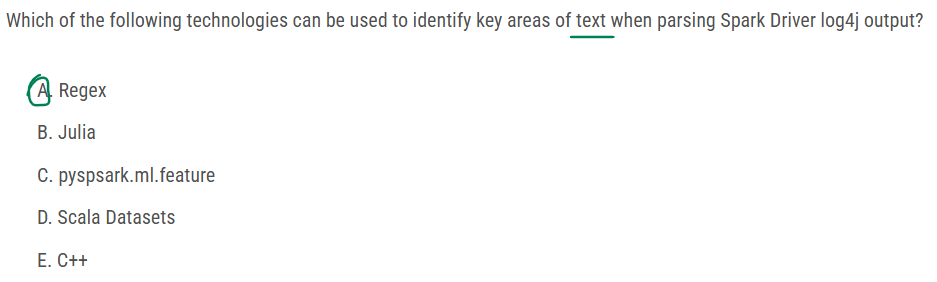 Which of the following technologies can be used to identify key areas of text when parsing Spark Driver log4j output?
A. Regex
B. Julia
C. pyspsark.ml.feature
D. Scala Datasets
E. C++